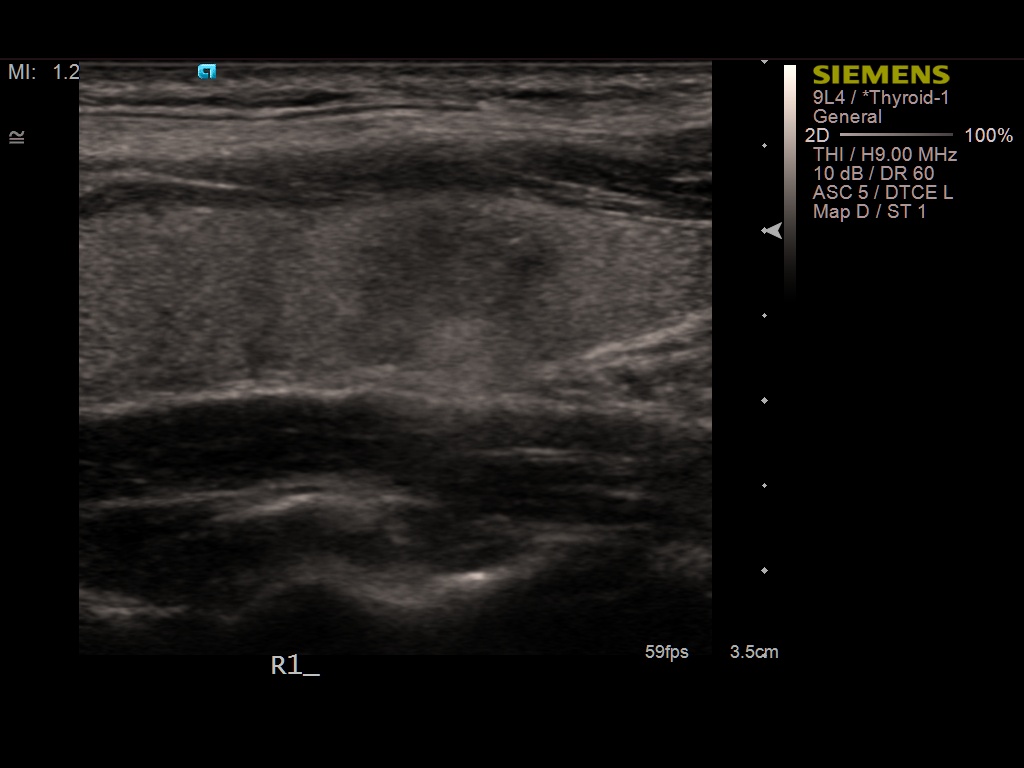 MI: 1.2
SIEMENS
9L4 / *Thyroid-1
General
2D 100%
THI / H9.00 MHz
10 dB / DR 60
ASC 5 / DTCE L
Map D / ST 1
59fps 3.5cm
R1_